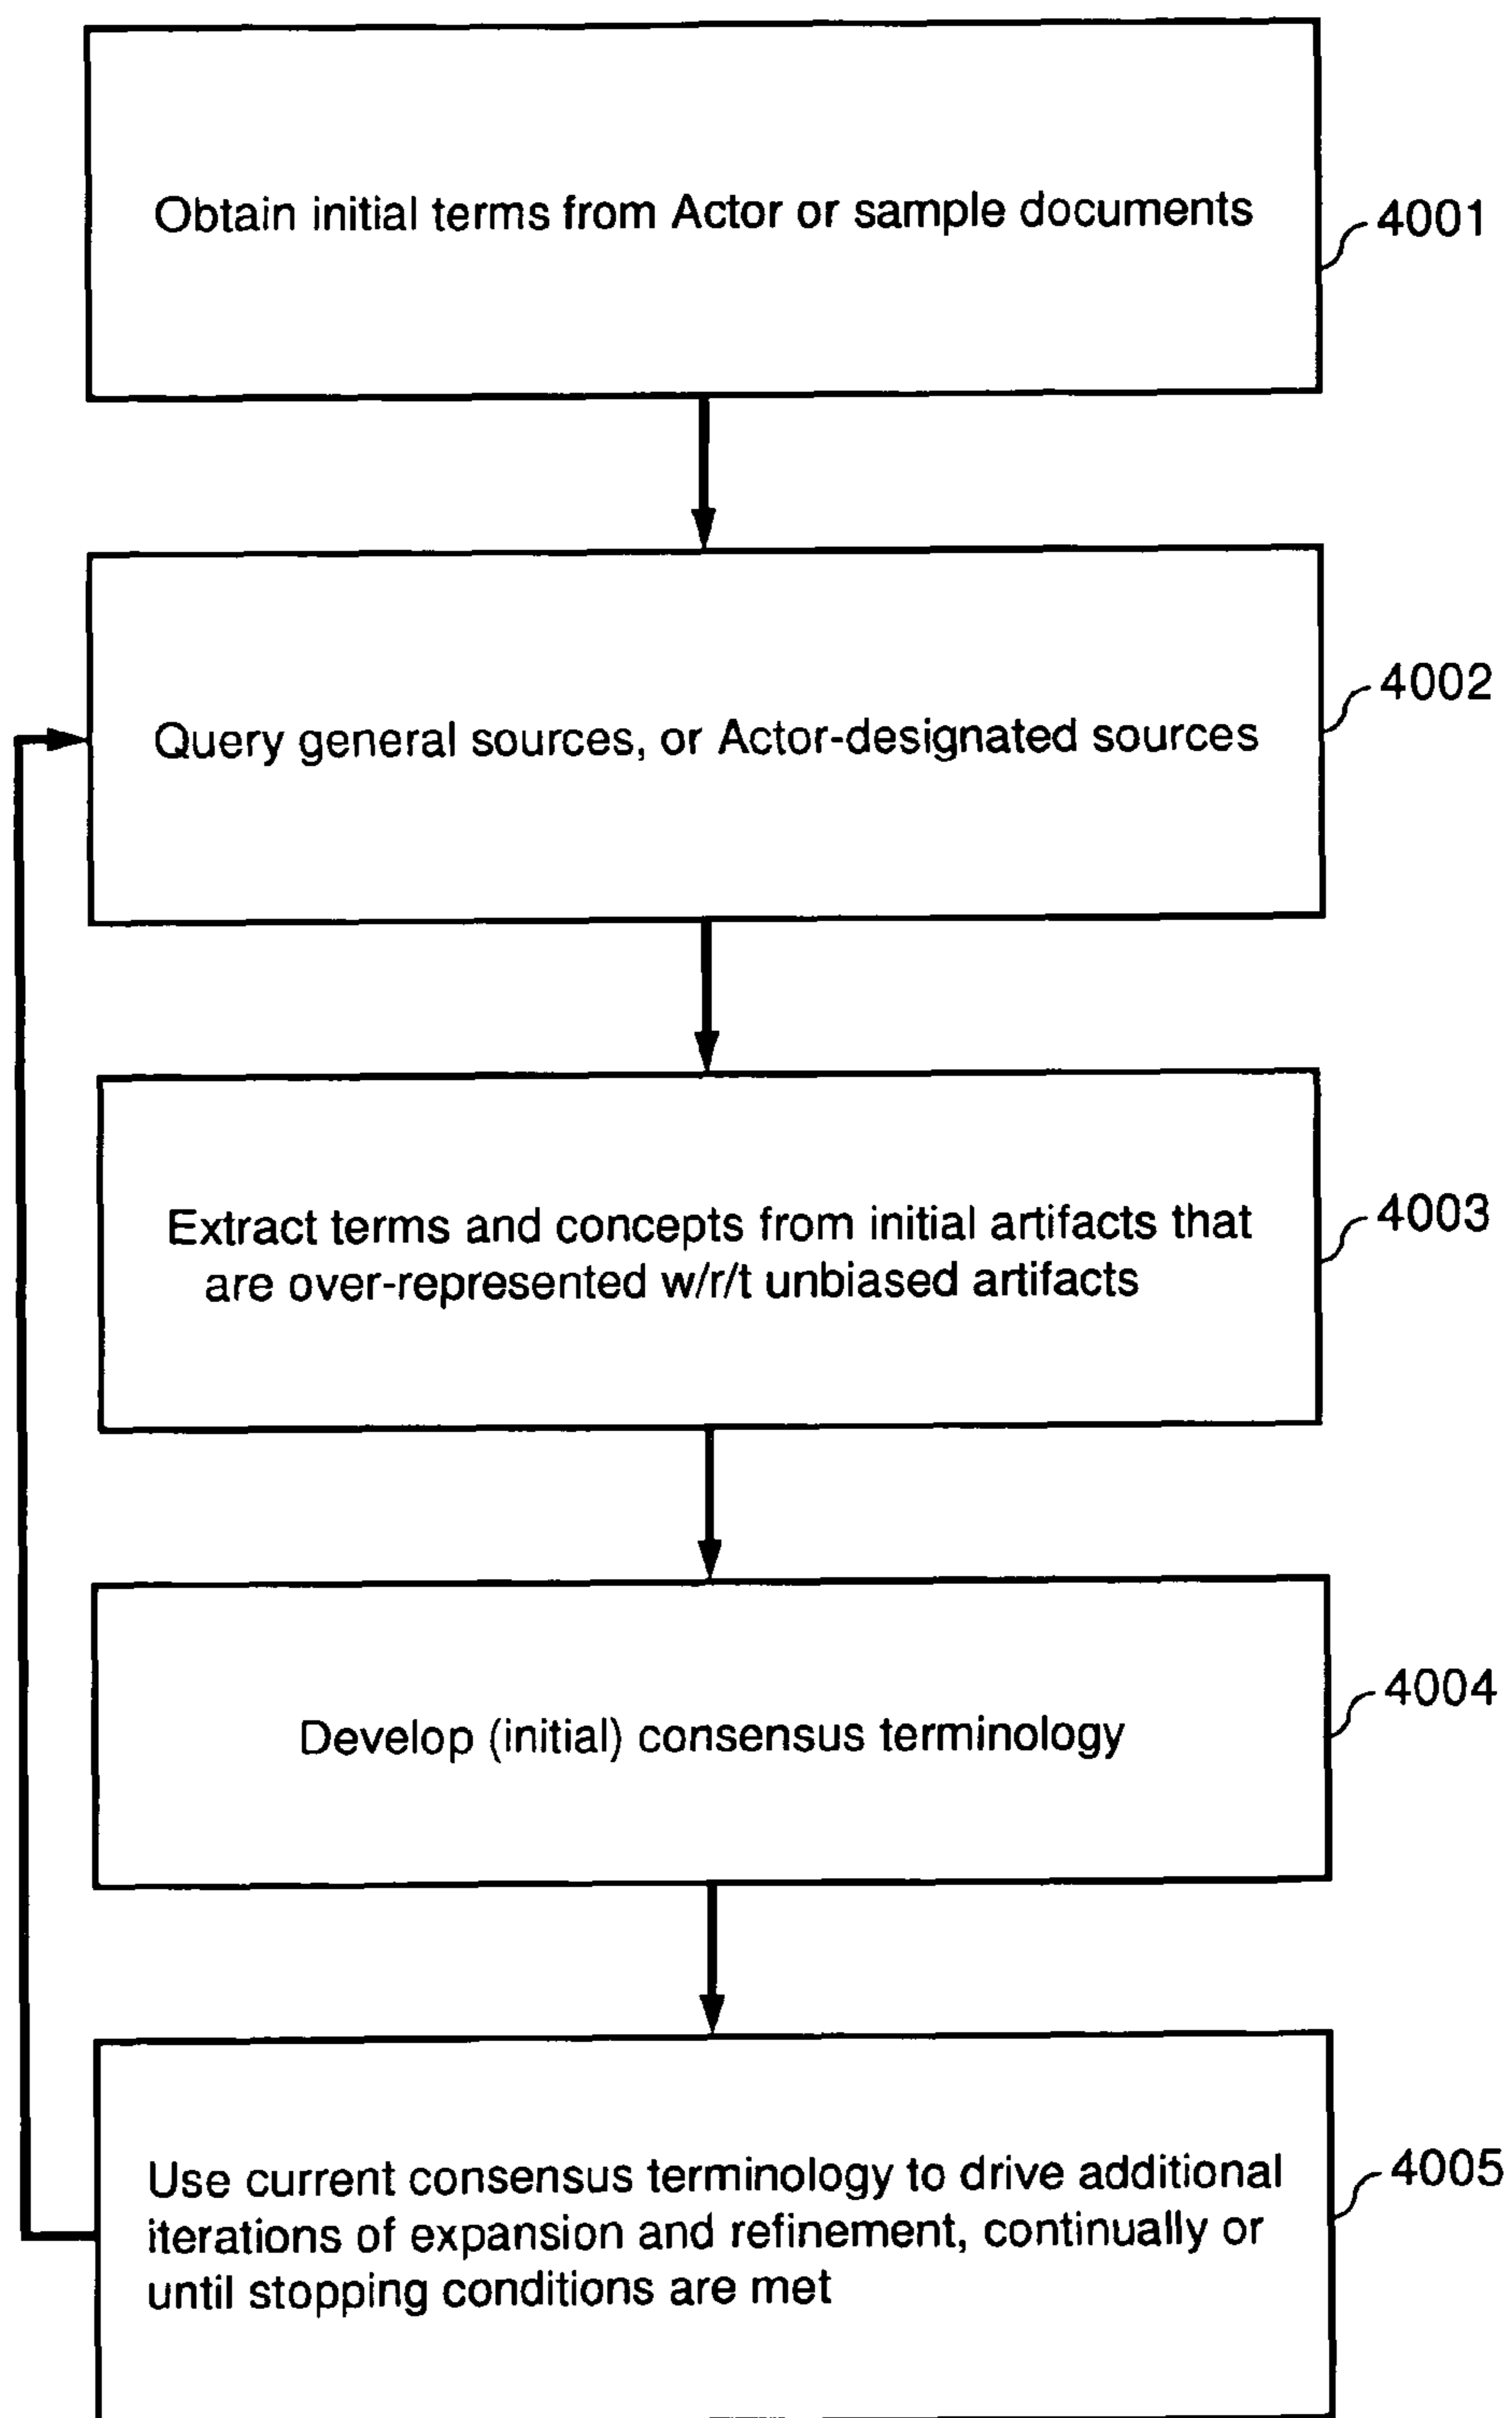 Obtain initial terms from Actor or sample documents
4001
4002
Query general sources, or Actor-designated sources
Extract terms and concepts from initial artifacts that
4003
are over-represented w/r/t unbiased artifacts
4004
Develop (initial) consensus terminology
Use current consensus terminology to drive additional
4005
iterations of expansion and refinement, continually or
until stopping conditions are met